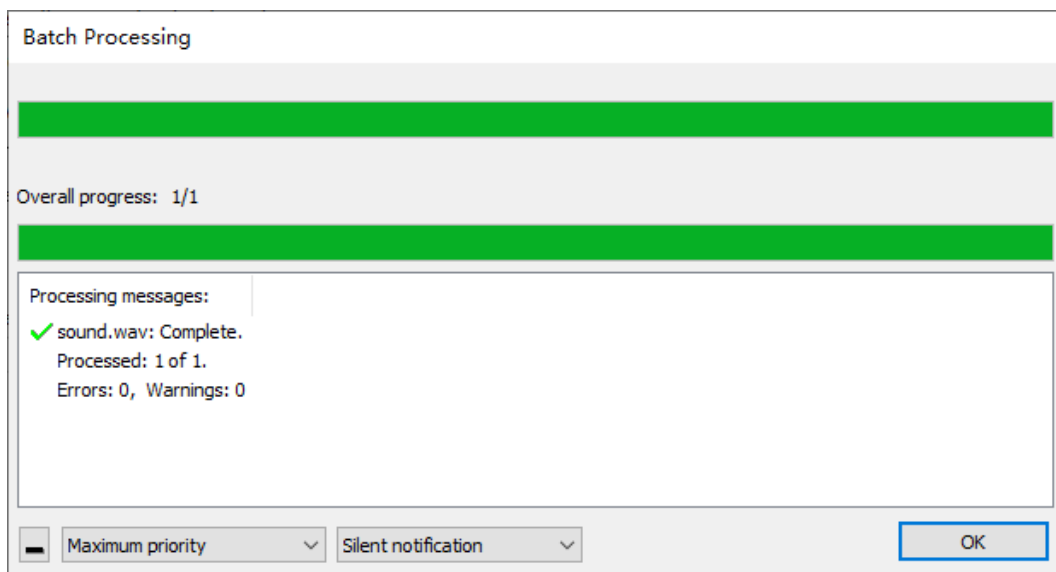 Batch Processing
Overall progress: 1/1
Processing messages:
sound.wav: Complete.
Processed: 1 of 1.
Errors: 0, Warnings: 0
Maximum priority
Silent notification
OK